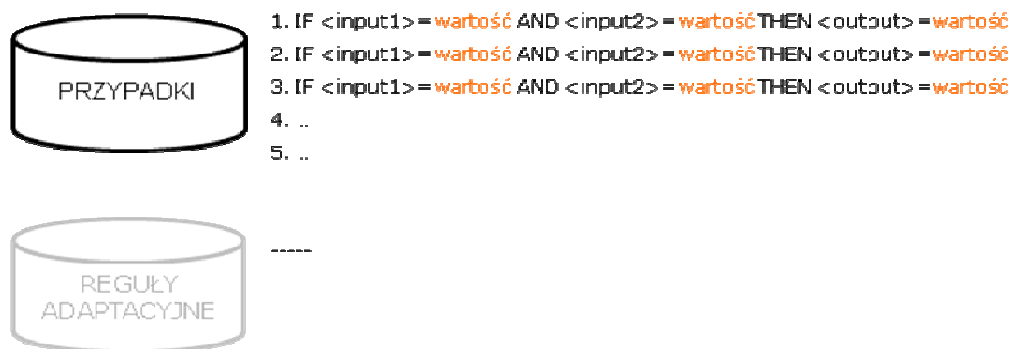 PRZYPADKI
1. IF <input1>=wartość AND <input2>=wartość THEN <output>=wartość
2. IF <input1>=wartość AND <input2>=wartość THEN <output>=wartość
3. IF <input1>=wartość AND <input2>=wartość THEN <output>=wartość
4. ..
5. ..
REGUŁY
ADAPTACYJNE
-----